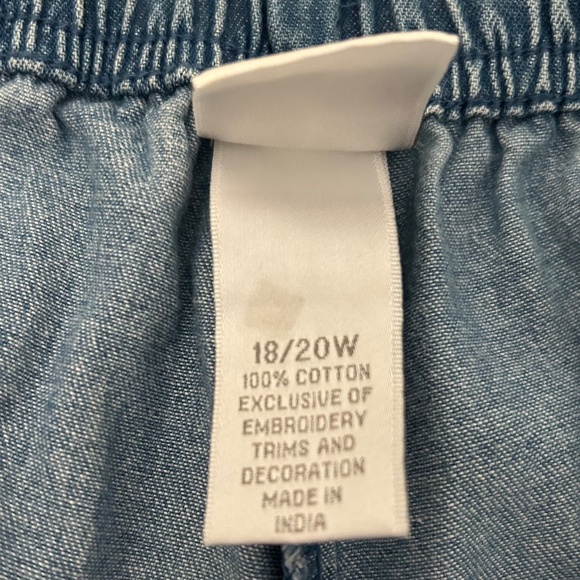 18/20W
100% COTTON
EXCLUSIVE OF
EMBROIDERY
TRIMS AND
DECORATION
MADE IN
INDIA